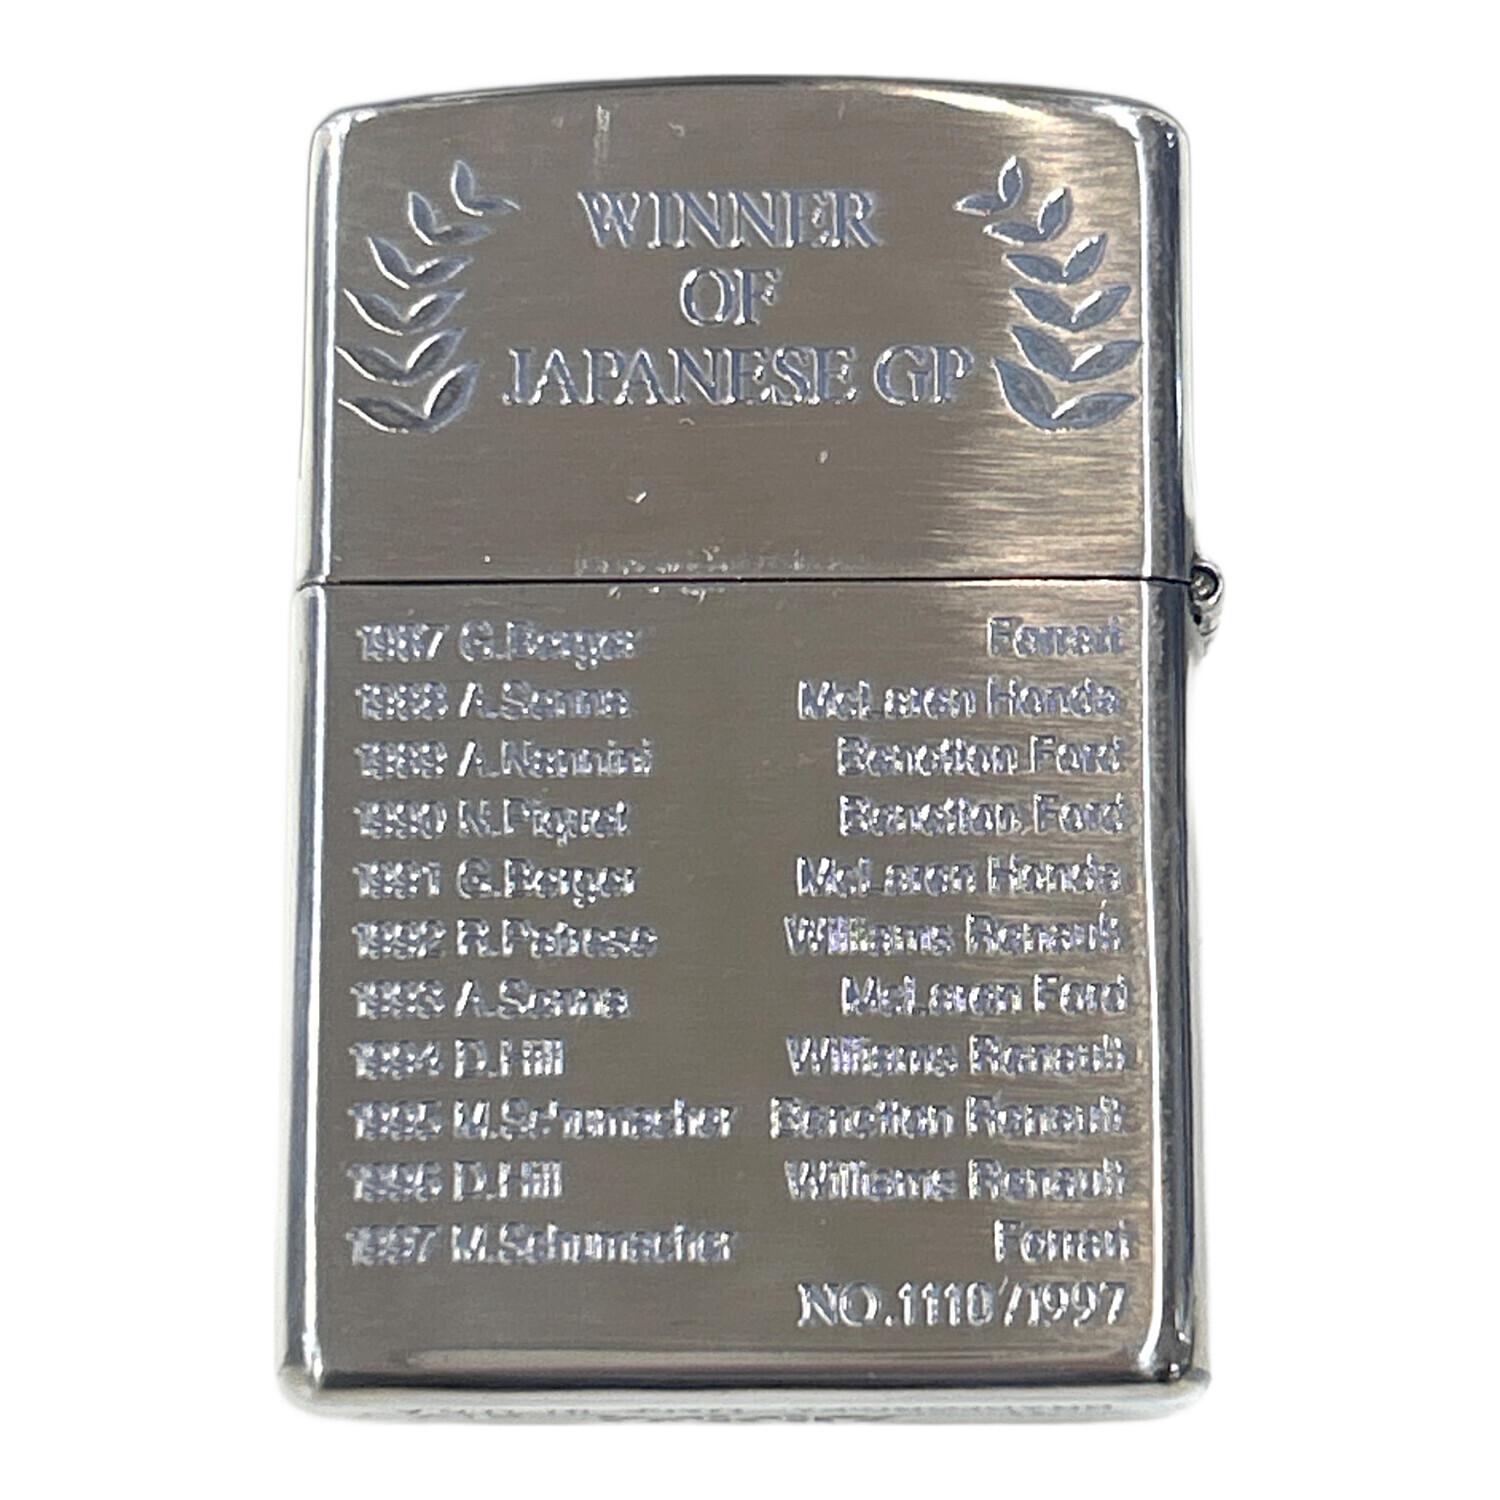 WINNER
OF
JAPANESE GP
1987 G.Berger Ferrari
1988 A.Senna McLaren Honda
1989 A.Nannini Benetton Ford
1990 N.Piquet Benetton Ford
1991 G.Berger McLaren Honda
1992 R.Patrese Williams Renault
1993 A.Senna McLaren Ford
1994 D.Hill Williams Renault
1995 M.Schumacher Benetton Renault
1996 D.Hill Williams Renault
1997 M.Schumacher Ferrari
NO.1110/1997